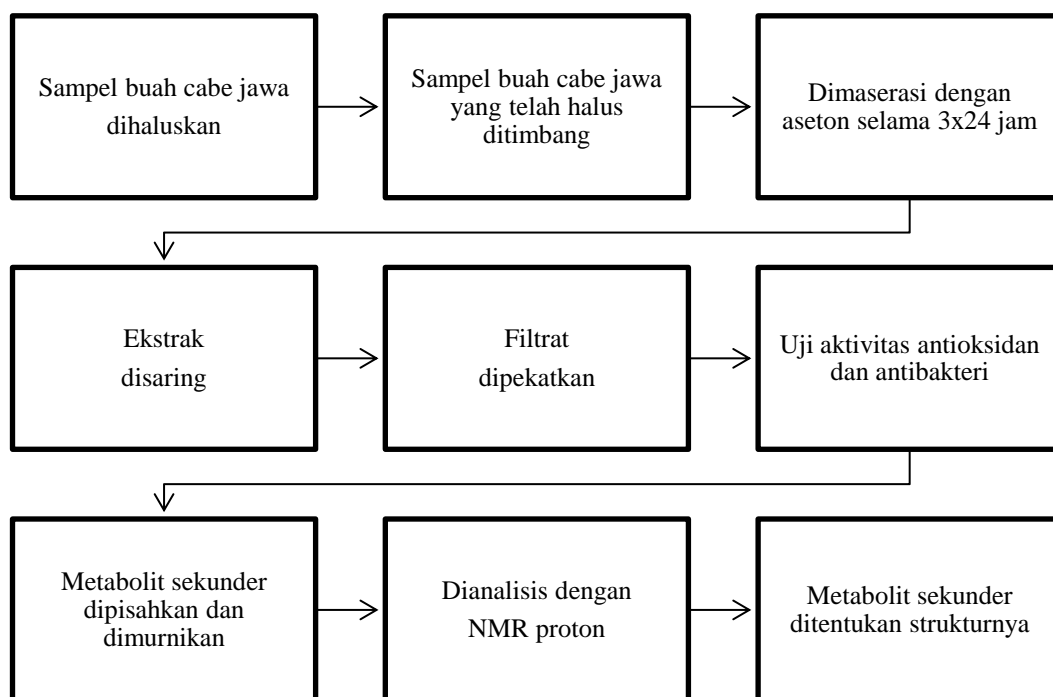 Sampel buah cabe jawa
dihaluskan
Sampel buah cabe jawa
yang telah halus
ditimbang
Dimaserasi dengan
aseton selama 3x24 jam
Ekstrak
disaring
Filtrat
dipekatkan
Uji aktivitas antioksidan
dan antibakteri
Metabolit sekunder
dipisahkan dan
dimurnikan
Dianalisis dengan
NMR proton
Metabolit sekunder
ditentukan strukturnya